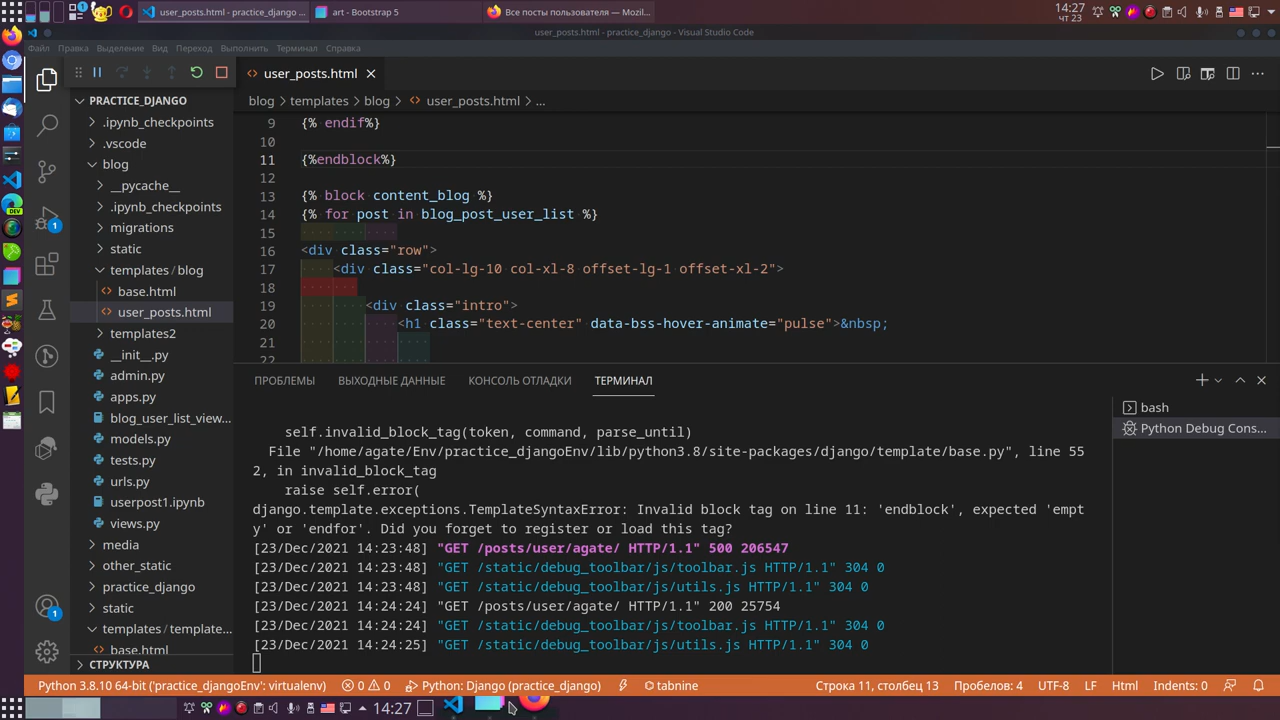 user_posts.html - practice_django ...
art - Bootstrap 5
Все посты пользователя — Mozil...
14:27
чт 23
user_posts.html - practice_django - Visual Studio Code
Файл Правка Выделение Вид Переход Выполнить Терминал Справка
user_posts.html
PRACTICE_DJANGO
blog > templates > blog > user_posts.html > ...
.ipynb_checkpoints
.vscode
blog
__pycache__
.ipynb_checkpoints
migrations
static
templates / blog
base.html
user_posts.html
templates2
__init__.py
admin.py
apps.py
blog_user_list_view...
models.py
tests.py
urls.py
userpost1.ipynb
views.py
media
other_static
practice_django
static
templates / template...
base.html
СТРУКТУРА
DEV
1
1
1
9 {% endif%}
10
11 {%endblock%}
12
13 {% block content_blog %}
14 {% for post in blog_post_user_list %}
15
16 <div class="row">
17 <div class="col-lg-10 col-xl-8 offset-lg-1 offset-xl-2">
18
19 <div class="intro">
20 <h1 class="text-center" data-bss-hover-animate="pulse">&nbsp;
21
22
ПРОБЛЕМЫ ВЫХОДНЫЕ ДАННЫЕ КОНСОЛЬ ОТЛАДКИ ТЕРМИНАЛ
bash
Python Debug Cons...
self.invalid_block_tag(token, command, parse_until)
File "/home/agate/Env/practice_djangoEnv/lib/python3.8/site-packages/django/template/base.py", line 55
2, in invalid_block_tag
raise self.error(
django.template.exceptions.TemplateSyntaxError: Invalid block tag on line 11: 'endblock', expected 'empt
y' or 'endfor'. Did you forget to register or load this tag?
[23/Dec/2021 14:23:48] "GET /posts/user/agate/ HTTP/1.1" 500 206547
[23/Dec/2021 14:23:48] "GET /static/debug_toolbar/js/toolbar.js HTTP/1.1" 304 0
[23/Dec/2021 14:23:48] "GET /static/debug_toolbar/js/utils.js HTTP/1.1" 304 0
[23/Dec/2021 14:24:24] "GET /posts/user/agate/ HTTP/1.1" 200 25754
[23/Dec/2021 14:24:24] "GET /static/debug_toolbar/js/toolbar.js HTTP/1.1" 304 0
[23/Dec/2021 14:24:25] "GET /static/debug_toolbar/js/utils.js HTTP/1.1" 304 0
Python 3.8.10 64-bit ('practice_djangoEnv': virtualenv) 0 0 Python: Django (practice_django) tabnine Строка 11, столбец 13 Пробелов: 4 UTF-8 LF Html Indents: 0
14:27